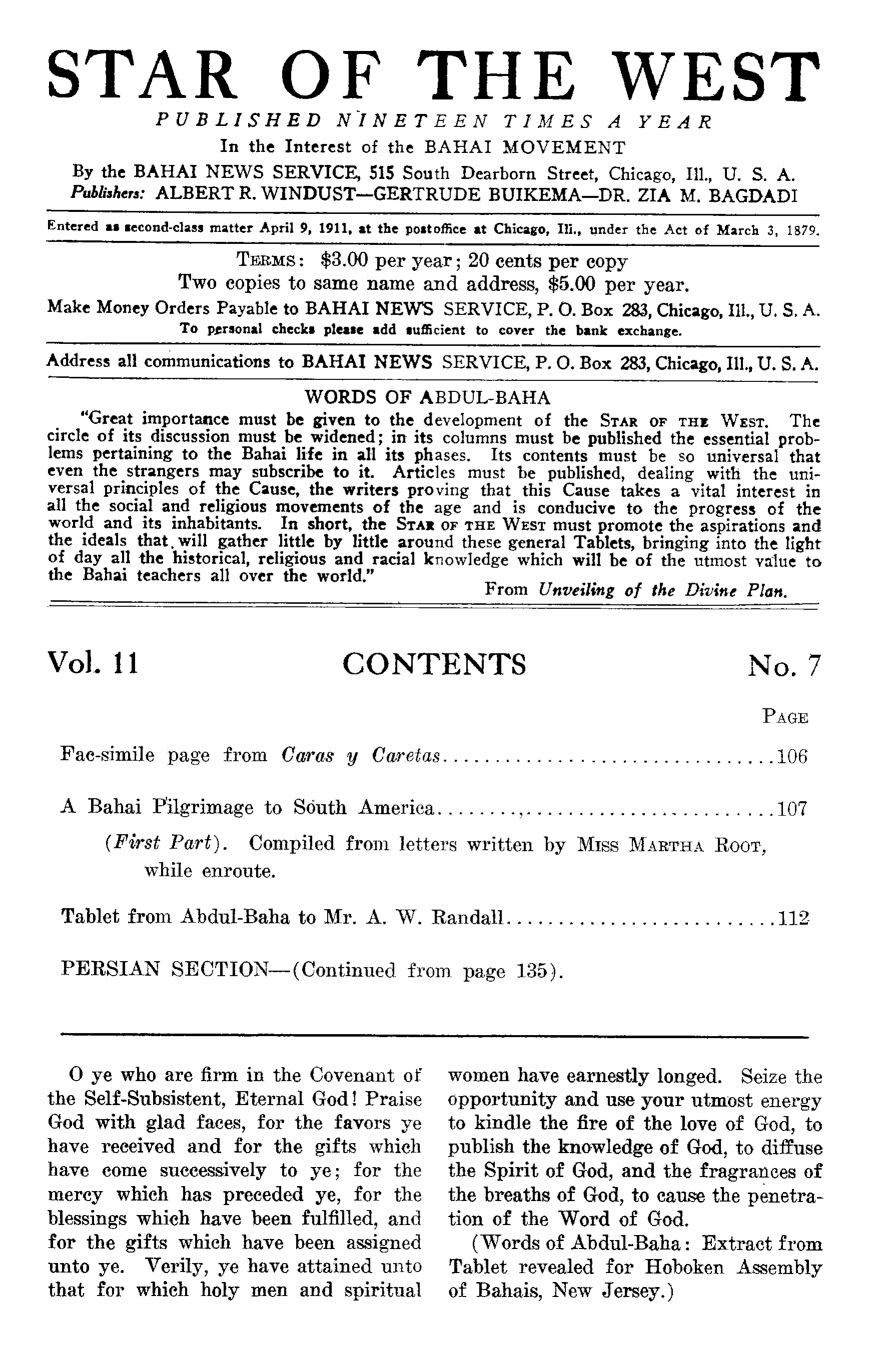 STAR OF THE WEST
PUBLISHED NINETEEN TIMES A YEAR
In the Interest of the BAHAI MOVEMENT
By the BAHAI NEWS SERVICE, 515 South Dearborn Street, Chicago, Ill., U. S. A.
Publishers: ALBERT R. WINDUST—GERTRUDE BUIKEMA—DR. ZIA M. BAGDADI
Entered as second-class matter April 9, 1911, at the postoffice at Chicago, Ill., under the Act of March 3, 1879.
TERMS: $3.00 per year; 20 cents per copy
Two copies to same name and address, $5.00 per year.
Make Money Orders Payable to BAHAI NEWS SERVICE, P. O. Box 283, Chicago, Ill., U. S. A.
To personal checks please add sufficient to cover the bank exchange.
Address all communications to BAHAI NEWS SERVICE, P. O. Box 283, Chicago, Ill., U. S. A.
WORDS OF ABDUL-BAHA
"Great importance must be given to the development of the STAR OF THE WEST. The
circle of its discussion must be widened; in its columns must be published the essential prob-
lems pertaining to the Bahai life in all its phases. Its contents must be so universal that
even the strangers may subscribe to it. Articles must be published, dealing with the uni-
versal principles of the Cause, the writers proving that this Cause takes a vital interest in
all the social and religious movements of the age and is conducive to the progress of the
world and its inhabitants. In short, the STAR OF THE WEST must promote the aspirations and
the ideals that will gather little by little around these general Tablets, bringing into the light
of day all the historical, religious and racial knowledge which will be of the utmost value to
the Bahai teachers all over the world."
From Unveiling of the Divine Plan.
Vol. 11 CONTENTS No. 7
PAGE
Fac-simile page from Caras y Caretas................................106
A Bahai Pilgrimage to South America................................107
(First Part). Compiled from letters written by MISS MARTHA ROOT,
while enroute.
Tablet from Abdul-Baha to Mr. A. W. Randall..........................112
PERSIAN SECTION—(Continued from page 135).
O ye who are firm in the Covenant of
the Self-Subsistent, Eternal God! Praise
God with glad faces, for the favors ye
have received and for the gifts which
have come successively to ye; for the
mercy which has preceded ye, for the
blessings which have been fulfilled, and
for the gifts which have been assigned
unto ye. Verily, ye have attained unto
that for which holy men and spiritual
women have earnestly longed. Seize the
opportunity and use your utmost energy
to kindle the fire of the love of God, to
publish the knowledge of God, to diffuse
the Spirit of God, and the fragrances of
the breaths of God, to cause the penetra-
tion of the Word of God.
(Words of Abdul-Baha: Extract from
Tablet revealed for Hoboken Assembly
of Bahais, New Jersey.)